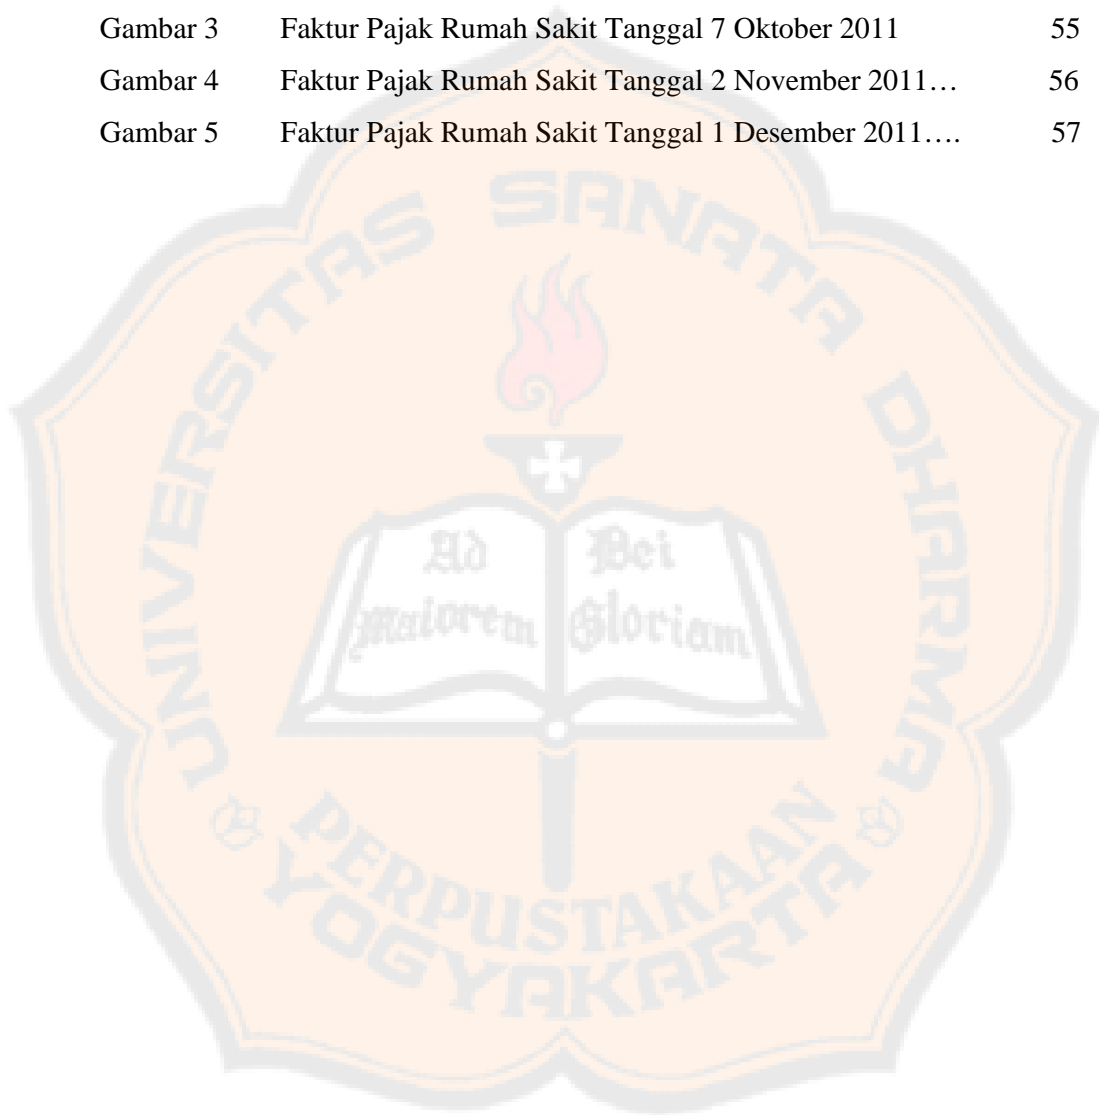 Gambar 3 Faktur Pajak Rumah Sakit Tanggal 7 Oktober 2011 55
Gambar 4 Faktur Pajak Rumah Sakit Tanggal 2 November 2011… 56
Gambar 5 Faktur Pajak Rumah Sakit Tanggal 1 Desember 2011…. 57
UNIVERSITAS SANATA DHARMA
Ad Dei
Maiorem Gloriam
PERPUSTAKAAN
YOGYAKARTA